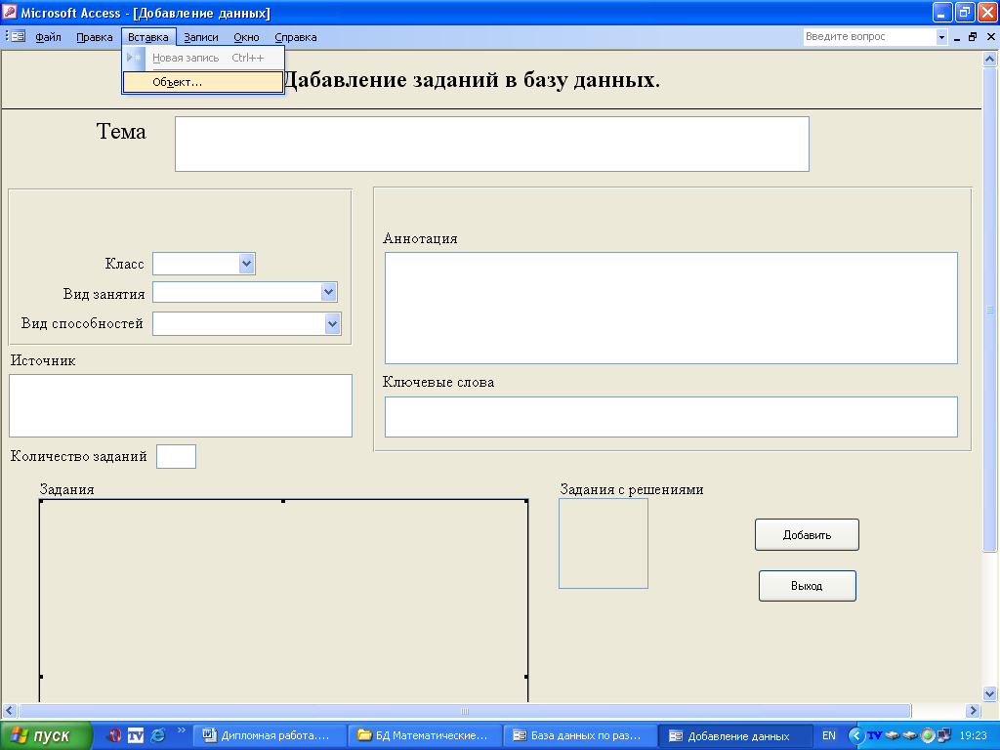 Microsoft Access - [Добавление данных]
Файл Правка Вставка Записи Окно Справка Введите вопрос
Новая запись Ctrl++
Объект...
Дабавление заданий в базу данных.
Тема
Аннотация
Класс
Вид занятия
Вид способностей
Источник
Ключевые слова
Количество заданий
Задания
Задания с решениями
Добавить
Выход
пуск TV » Дипломная работа.... БД Математические... База данных по раз... Добавление данных EN TV 19:23